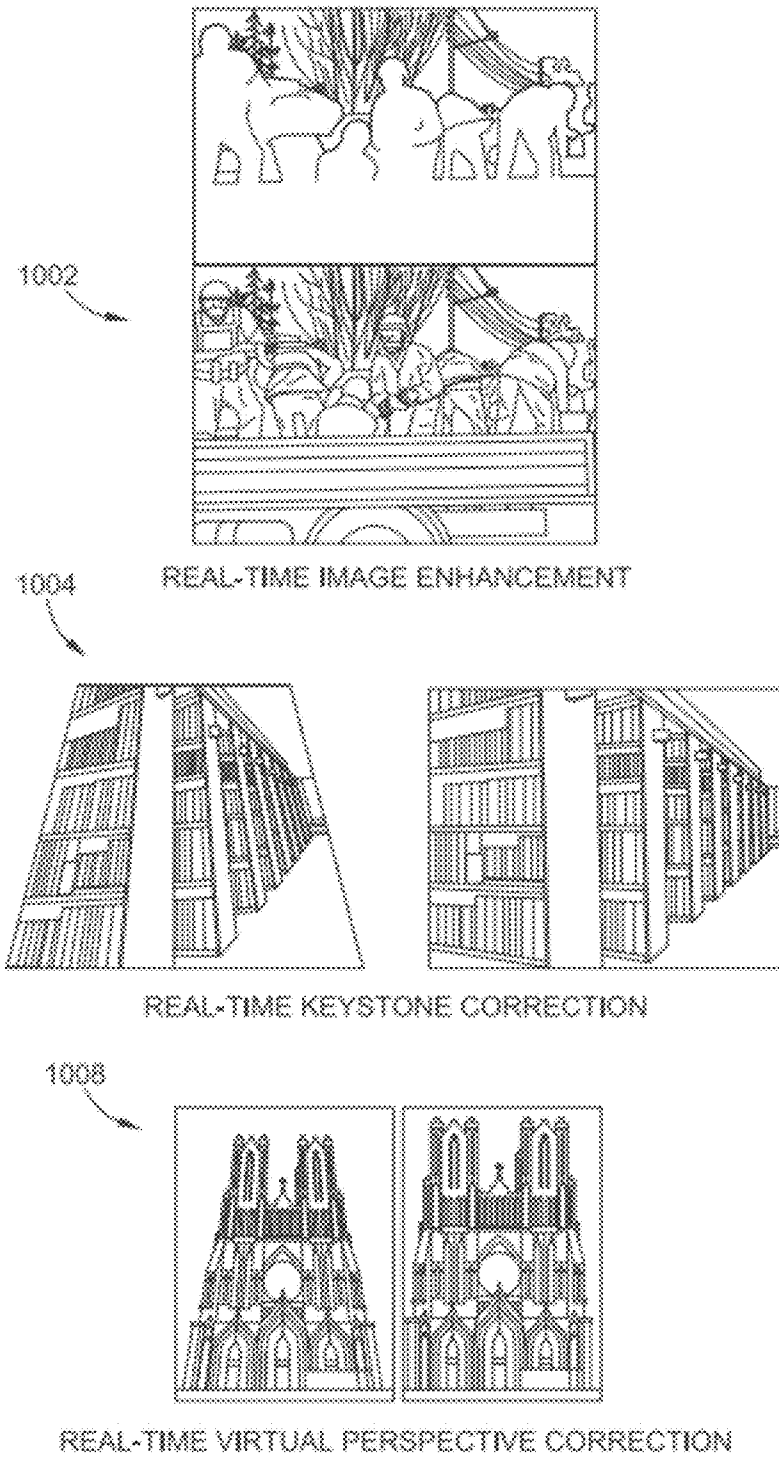 1002
REAL-TIME IMAGE ENHANCEMENT
1004
REAL-TIME KEYSTONE CORRECTION
1008
REAL-TIME VIRTUAL PERSPECTIVE CORRECTION